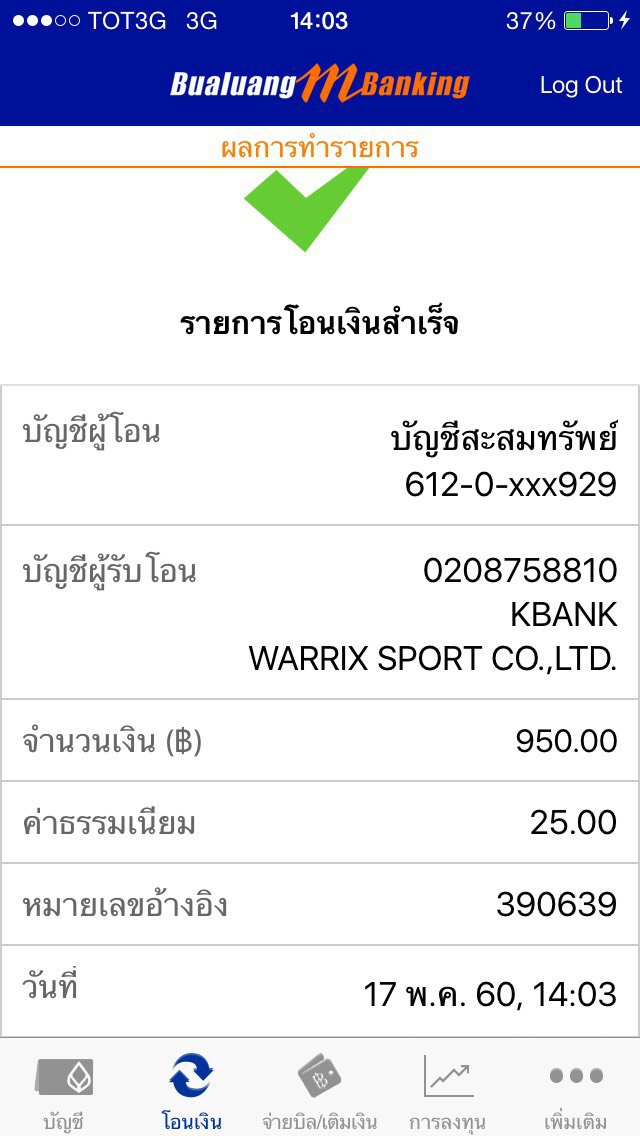 TOT3G 3G 14:03 37%
Bualuang mBanking Log Out
ผลการทำรายการ
รายการโอนเงินสำเร็จ
บัญชีผู้โอน
บัญชีสะสมทรัพย์
612-0-xxx929
บัญชีผู้รับโอน
0208758810
KBANK
WARRIX SPORT CO.,LTD.
จำนวนเงิน (฿) 950.00
ค่าธรรมเนียม 25.00
หมายเลขอ้างอิง 390639
วันที่ 17 พ.ค. 60, 14:03
บัญชี โอนเงิน จ่ายบิล/เติมเงิน การลงทุน เพิ่มเติม